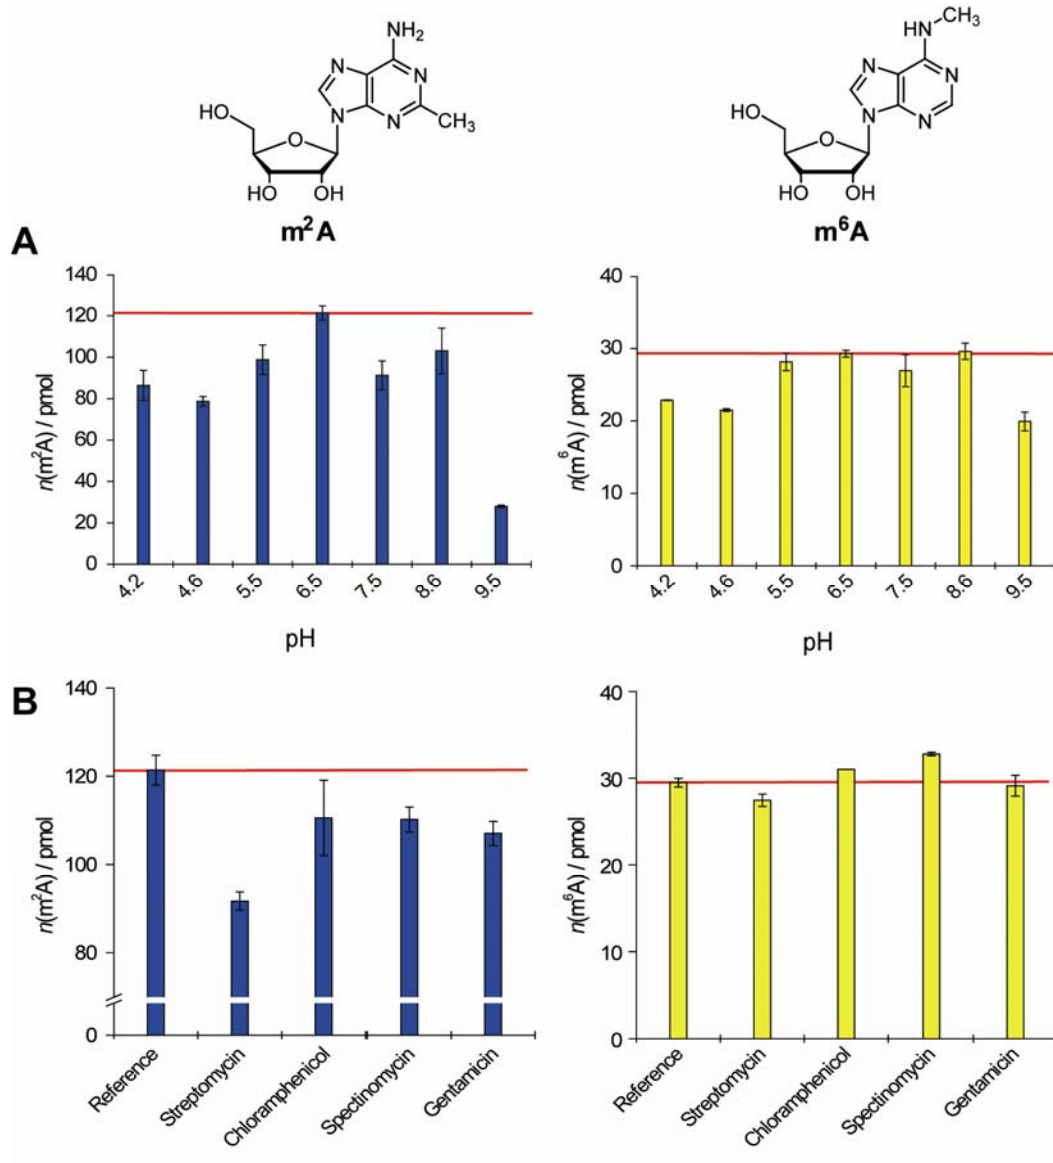 NH₂
N
N
N
N
CH₃
HO
O
HO
OH
m²A
HN
CH₃
N
N
N
N
HO
O
HO
OH
m⁶A
A
140
120
100
80
60
40
20
0
n(m²A) / pmol
4.2 4.6 5.5 6.5 7.5 8.6 9.5
pH
40
30
20
10
0
n(m⁶A) / pmol
4.2 4.6 5.5 6.5 7.5 8.6 9.5
pH
B
140
120
100
80
0
n(m²A) / pmol
Reference
Streptomycin
Chloramphenicol
Spectinomycin
Gentamicin
40
30
20
10
0
n(m⁶A) / pmol
Reference
Streptomycin
Chloramphenicol
Spectinomycin
Gentamicin